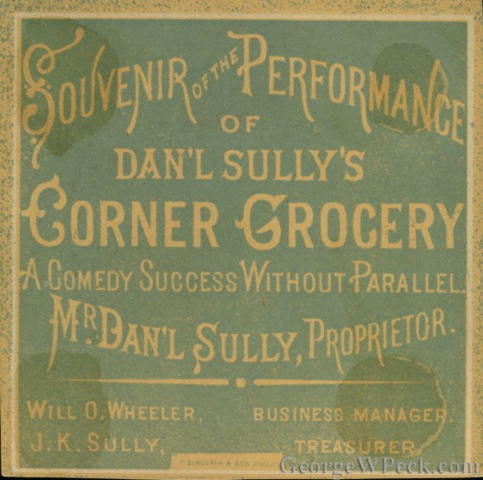 SOUVENIR OF THE PERFORMANCE
OF
DAN'L SULLY'S
CORNER GROCERY
A COMEDY SUCCESS WITHOUT PARALLEL.
MR. DAN'L SULLY, PROPRIETOR.
WILL O. WHEELER, BUSINESS MANAGER.
J. K. SULLY, TREASURER
& SON
GeorgeWPeck.com